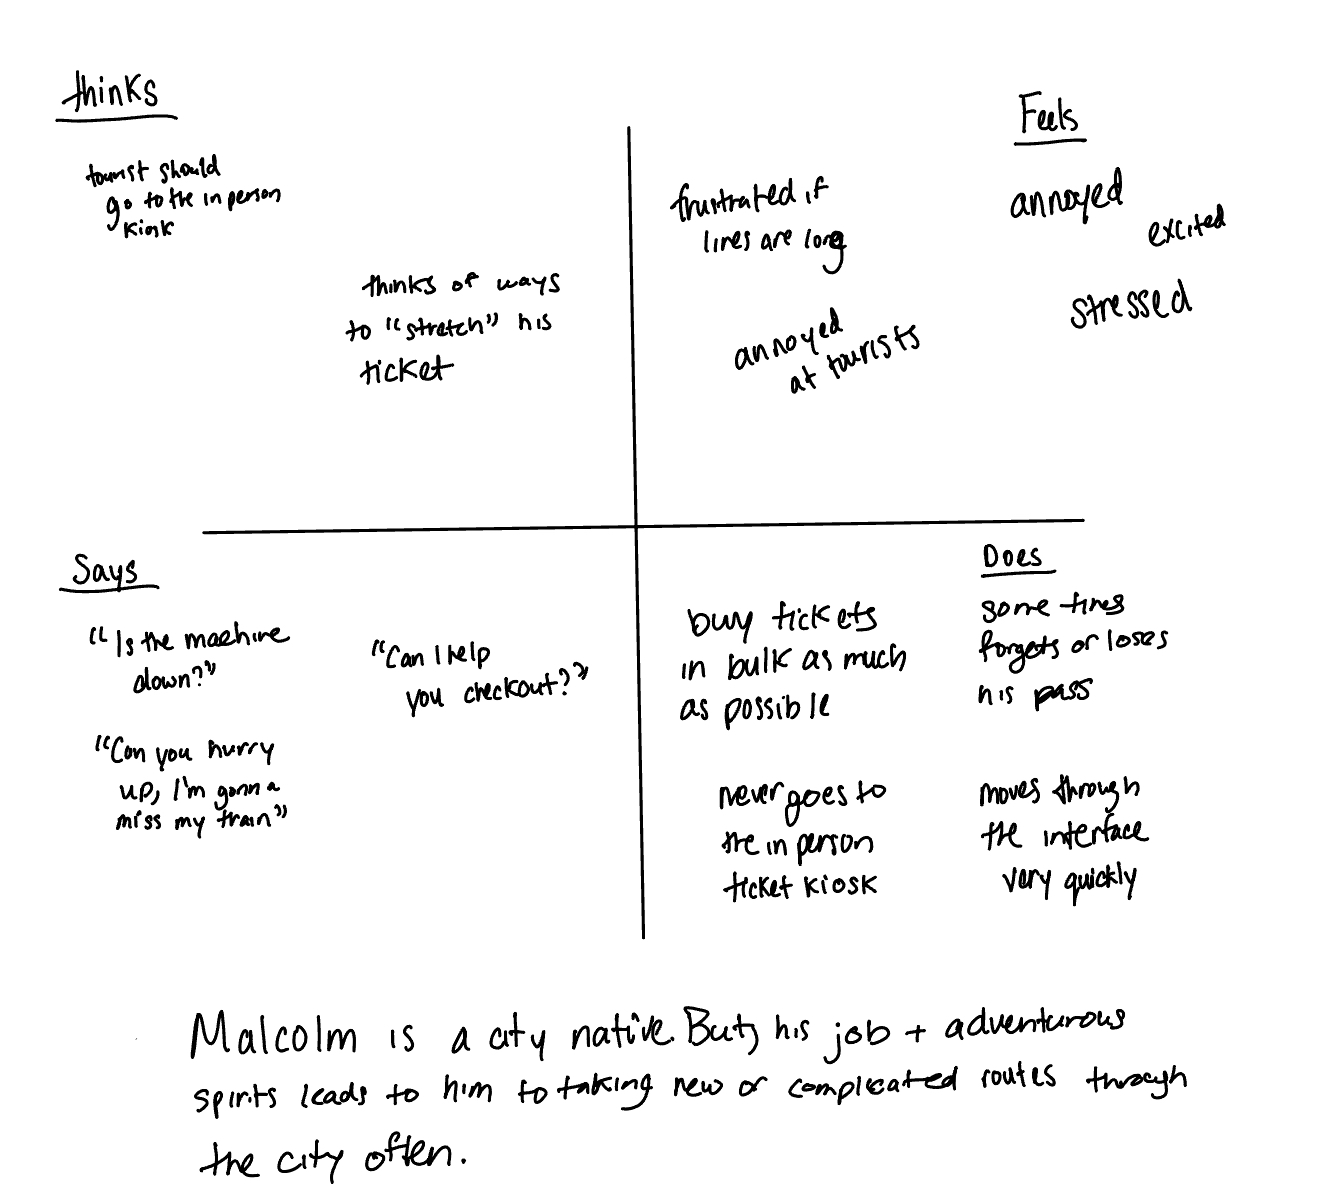 thinks
tourist should
go to the in person
kiosk
thinks of ways
to "stretch" his
ticket
Feels
frustrated if
lines are long
annoyed
at tourists
annoyed
excited
stressed
Says
"Is the machine
down?"
"Can I help
you checkout?"
"Can you hurry
up, I'm gonna
miss my train"
Does
buy tickets
in bulk as much
as possible
some times
forgets or loses
his pass
never goes to
the in person
ticket kiosk
moves through
the interface
very quickly
Malcolm is a city native. But, his job + adventurous
spirits leads to him to taking new or complicated routes through
the city often.